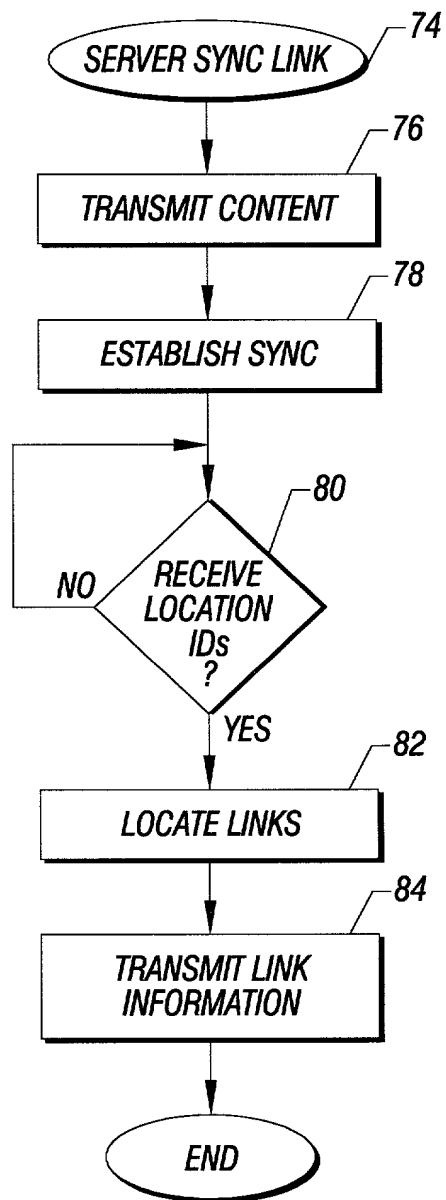 SERVER SYNC LINK
74
76
TRANSMIT CONTENT
78
ESTABLISH SYNC
80
NO
RECEIVE
LOCATION
IDs
?
YES
82
LOCATE LINKS
84
TRANSMIT LINK
INFORMATION
END